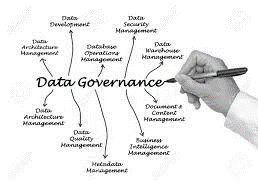 Data
Development
Data
Security
Management
Data
Architecture
Management
Database
Operations
Management
Data
Warehouse
Management
Data Governance
Data
Architecture
Management
Document &
Content
Management
Data
Quality
Management
Business
Intelligence
Management
Metadata
Management